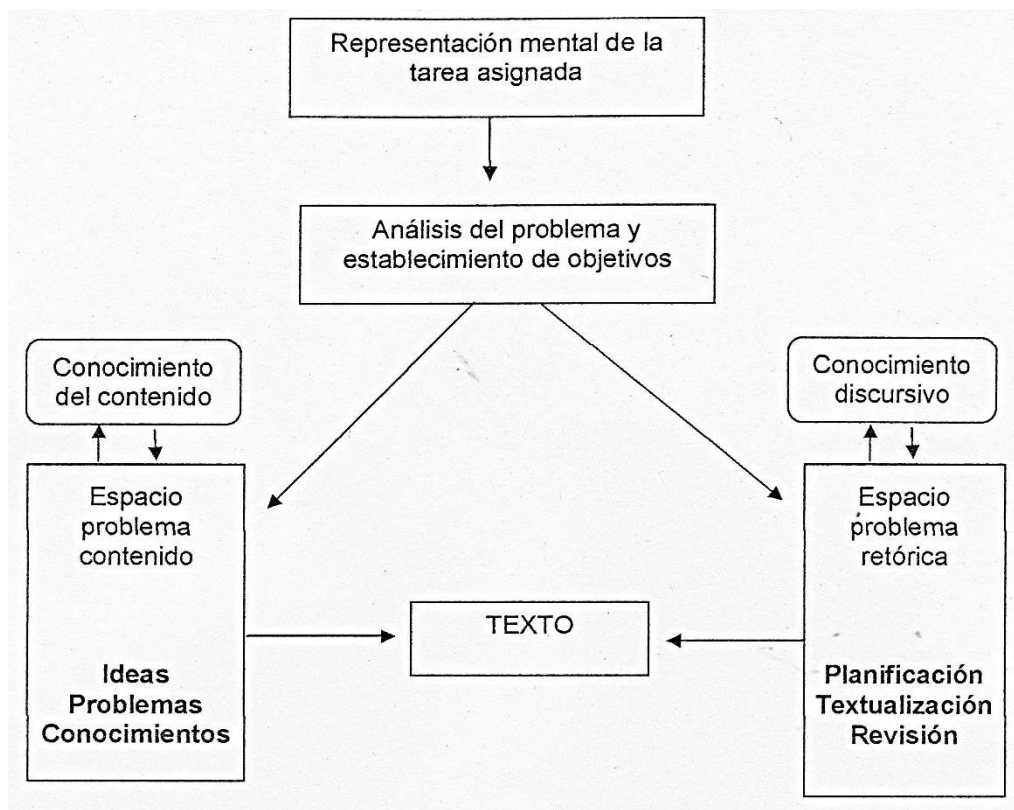 Representación mental de la
tarea asignada
Análisis del problema y
establecimiento de objetivos
Conocimiento
del contenido
Conocimiento
discursivo
Espacio
problema
contenido
Ideas
Problemas
Conocimientos
TEXTO
Espacio
problema
retórica
Planificación
Textualización
Revisión